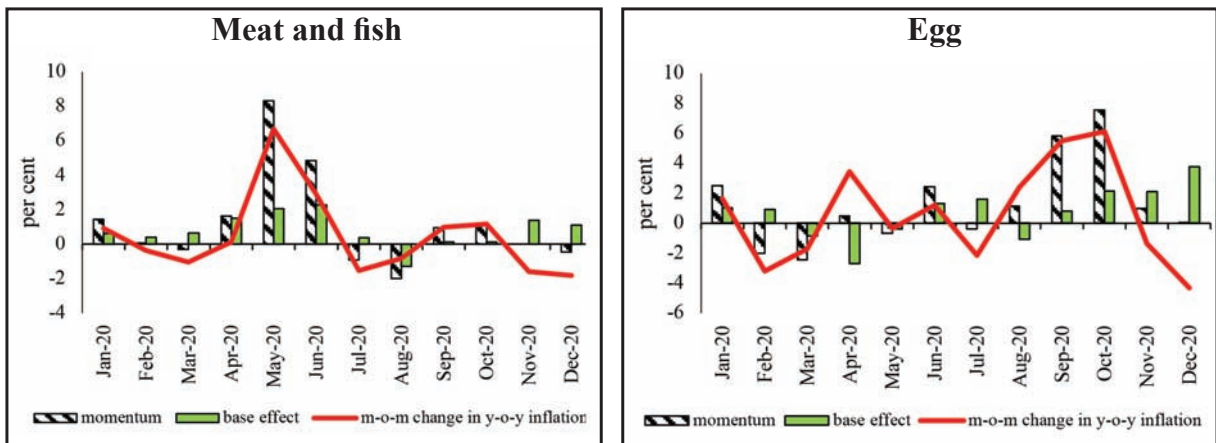 Meat and fish
per cent
10
8
6
4
2
0
-2
-4
Jan-20
Feb-20
Mar-20
Apr-20
May-20
Jun-20
Jul-20
Aug-20
Sep-20
Oct-20
Nov-20
Dec-20
momentum base effect m-o-m change in y-o-y inflation
Egg
per cent
10
8
6
4
2
0
-2
-4
-6
Jan-20
Feb-20
Mar-20
Apr-20
May-20
Jun-20
Jul-20
Aug-20
Sep-20
Oct-20
Nov-20
Dec-20
momentum base effect m-o-m change in y-o-y inflation